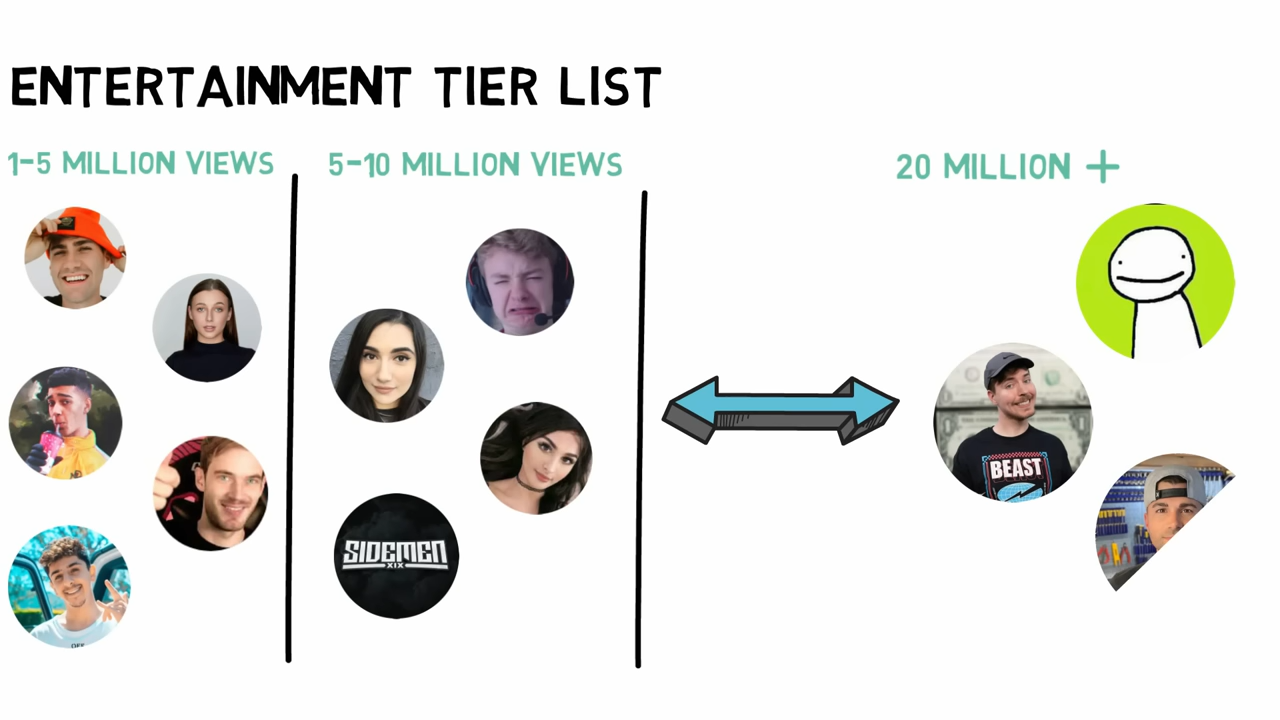 ENTERTAINMENT TIER LIST
1-5 MILLION VIEWS
5-10 MILLION VIEWS
20 MILLION +
BEAST
SIDEMEN
XIX